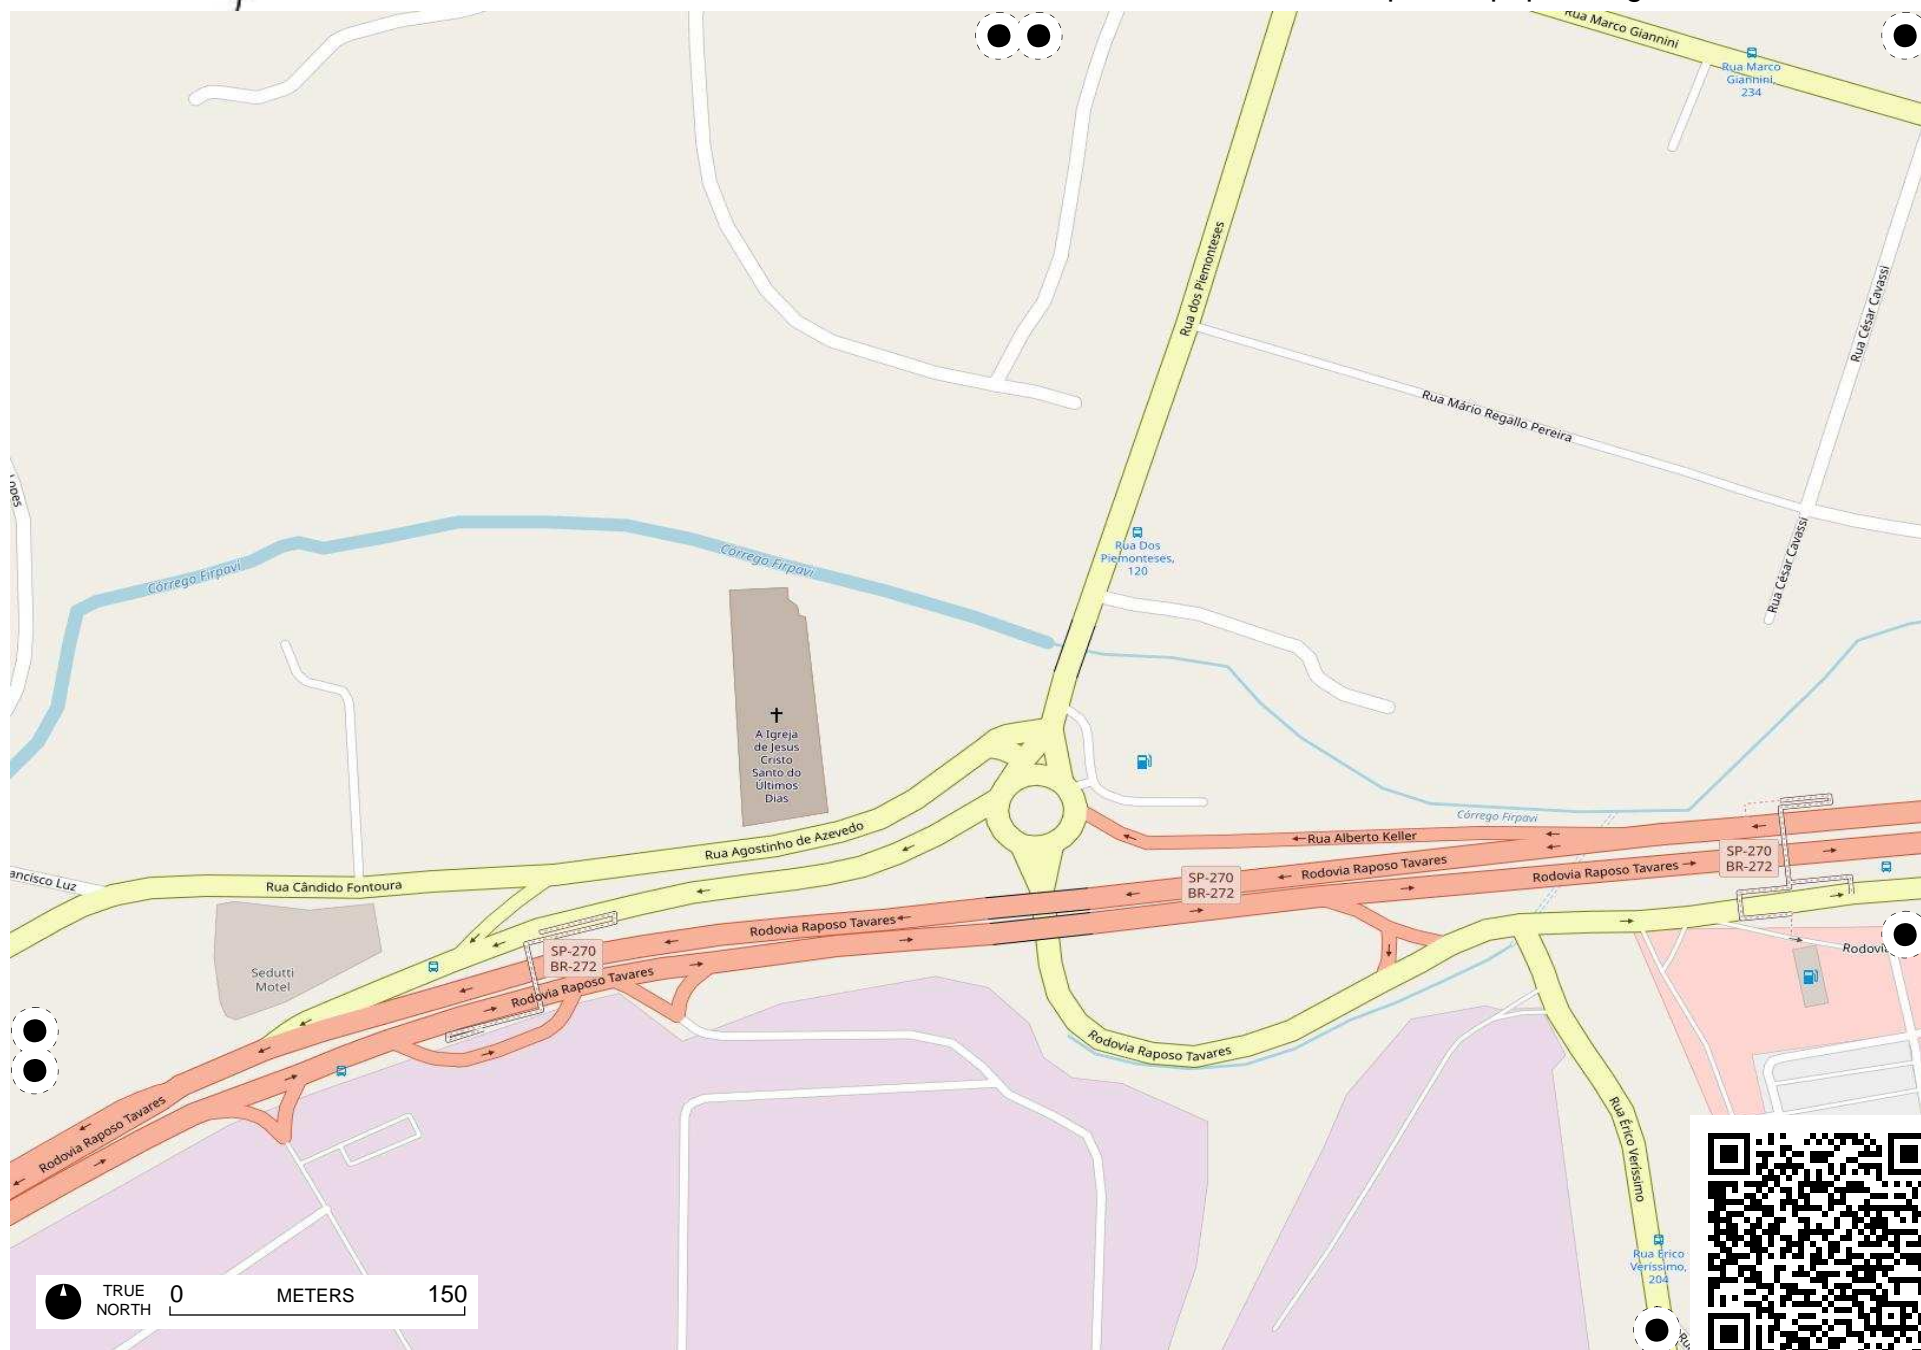 Rua Marco Giannini
Rua Marco
Giannini,
234
Rua dos Piemonteses
Rua César Cavassi
Rua Mário Regallo Pereira
Rua Dos
Piemonteses,
120
Rua César Cavassi
Córrego Firpavi
Córrego Firpavi
A Igreja
de Jesus
Cristo
Santo do
Últimos
Dias
Córrego Firpavi
Rua Alberto Keller
Rua Agostinho de Azevedo
SP-270
BR-272
Rodovia Raposo Tavares
Rodovia Raposo Tavares
SP-270
BR-272
Luz
Rua Cândido Fontoura
Rodovia Raposo Tavares
SP-270
BR-272
Sedutti
Motel
Rodovia Raposo Tavares
Rodovia Raposo Tavares
Rua Érico Veríssimo
Rodovia Raposo Tavares
Rua Érico
Veríssimo,
204
TRUE
NORTH
0 METERS 150